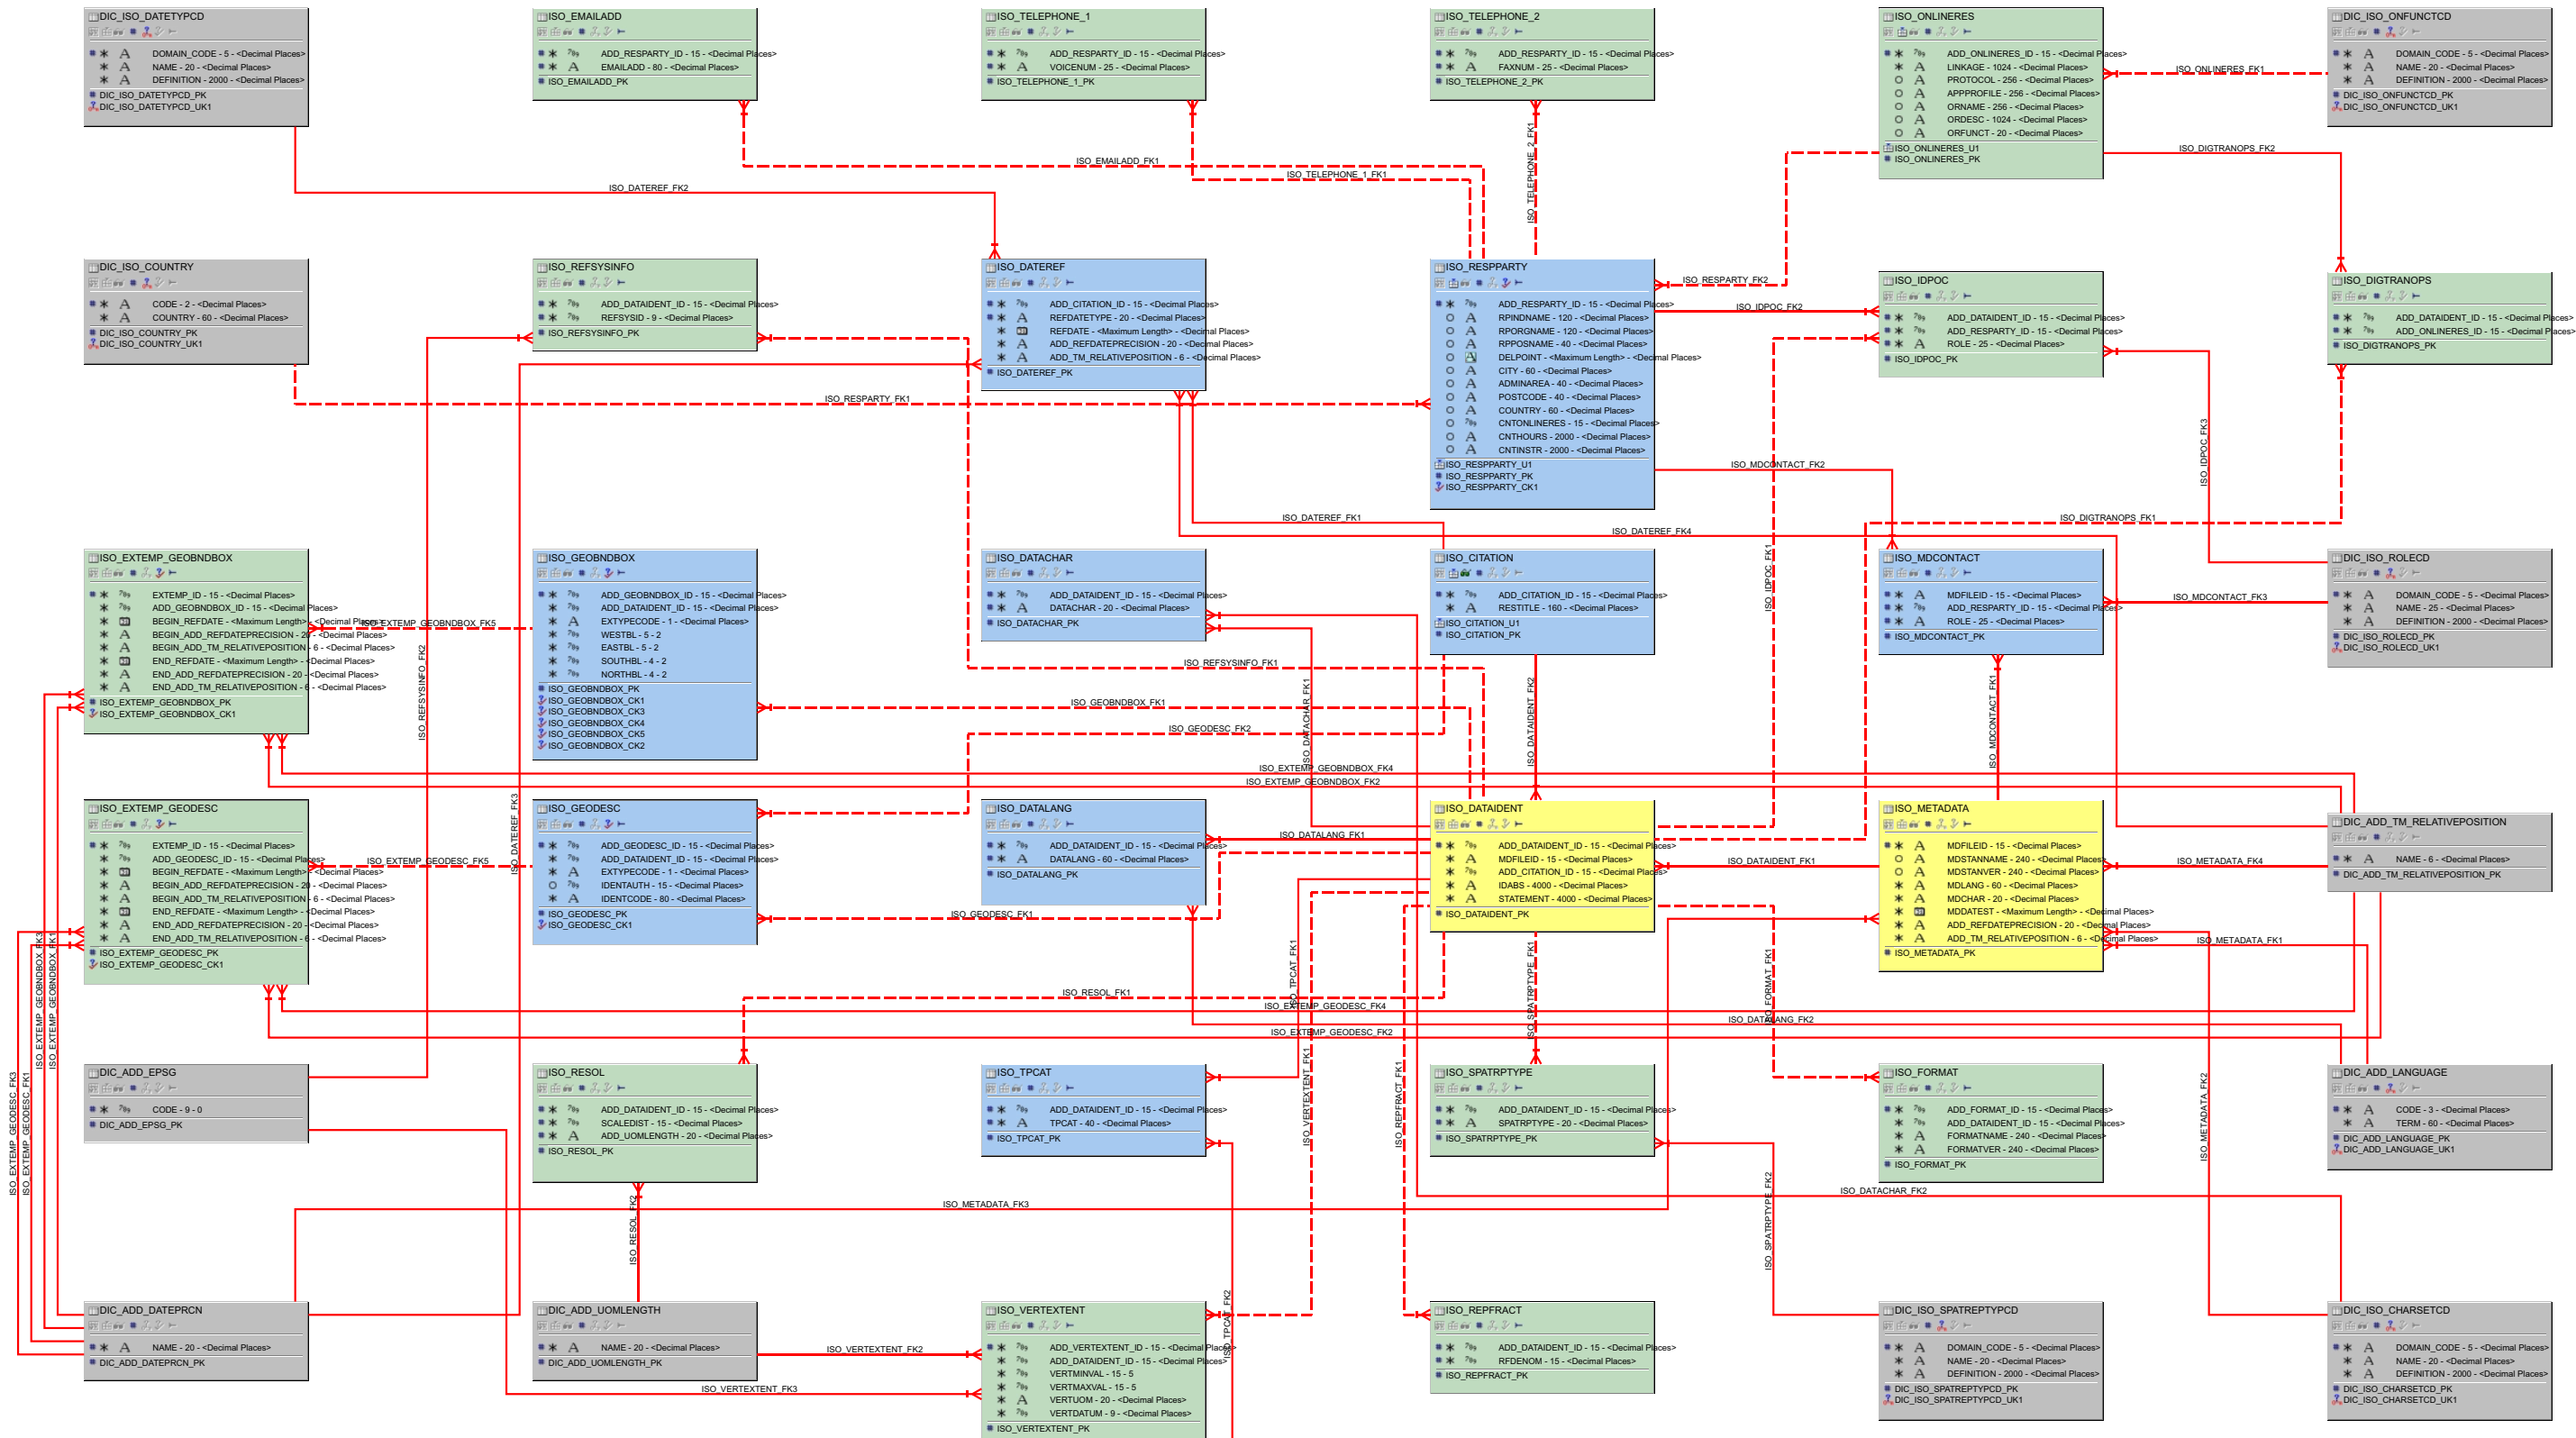 DIC_ISO_DATETYPCD
DOMAIN_CODE - 5 - <Decimal Places>
NAME - 20 - <Decimal Places>
DEFINITION - 2000 - <Decimal Places>
DIC_ISO_DATETYPCD_PK
DIC_ISO_DATETYPCD_UK1
ISO_EMAILADD
ADD_RESPARTY_ID - 15 - <Decimal Places>
EMAILADD - 80 - <Decimal Places>
ISO_EMAILADD_PK
ISO_TELEPHONE_1
ADD_RESPARTY_ID - 15 - <Decimal Places>
VOICENUM - 25 - <Decimal Places>
ISO_TELEPHONE_1_PK
ISO_TELEPHONE_2
ADD_RESPARTY_ID - 15 - <Decimal Places>
FAXNUM - 25 - <Decimal Places>
ISO_TELEPHONE_2_PK
ISO_ONLINERES
ADD_ONLINERES_ID - 15 - <Decimal Places>
LINKAGE - 1024 - <Decimal Places>
PROTOCOL - 256 - <Decimal Places>
APPPROFILE - 256 - <Decimal Places>
ORNAME - 256 - <Decimal Places>
ORDESC - 1024 - <Decimal Places>
ORFUNCT - 20 - <Decimal Places>
ISO_ONLINERES_U1
ISO_ONLINERES_PK
ISO_ONLINERES_FK1
DIC_ISO_ONFUNCTCD
DOMAIN_CODE - 5 - <Decimal Places>
NAME - 20 - <Decimal Places>
DEFINITION - 2000 - <Decimal Places>
DIC_ISO_ONFUNCTCD_PK
DIC_ISO_ONFUNCTCD_UK1
ISO_DATEREF_FK2
ISO_EMAILADD_FK1
ISO_TELEPHONE_1_FK1
ISO_TELEPHONE_2_FK1
ISO_DIGTRANOPS_FK2
DIC_ISO_COUNTRY
CODE - 2 - <Decimal Places>
COUNTRY - 60 - <Decimal Places>
DIC_ISO_COUNTRY_PK
DIC_ISO_COUNTRY_UK1
ISO_REFSYSINFO
ADD_DATAIDENT_ID - 15 - <Decimal Places>
REFSYSID - 9 - <Decimal Places>
ISO_REFSYSINFO_PK
ISO_DATEREF
ADD_CITATION_ID - 15 - <Decimal Places>
REFDATETYPE - 20 - <Decimal Places>
REFDATE - <Maximum Length> - <Decimal Places>
ADD_REFDATEPRECISION - 20 - <Decimal Places>
ADD_TM_RELATIVEPOSITION - 6 - <Decimal Places>
ISO_DATEREF_PK
ISO_RESPPARTY
ADD_RESPARTY_ID - 15 - <Decimal Places>
RPINDNAME - 120 - <Decimal Places>
RPORGNAME - 120 - <Decimal Places>
RPPOSNAME - 40 - <Decimal Places>
DELPOINT - <Maximum Length> - <Decimal Places>
CITY - 60 - <Decimal Places>
ADMINAREA - 40 - <Decimal Places>
POSTCODE - 40 - <Decimal Places>
COUNTRY - 60 - <Decimal Places>
CNTONLINERES - 15 - <Decimal Places>
CNTHOURS - 2000 - <Decimal Places>
CNTINSTR - 2000 - <Decimal Places>
ISO_RESPPARTY_U1
ISO_RESPPARTY_PK
ISO_RESPPARTY_CK1
ISO_RESPARTY_FK2
ISO_IDPOC_FK2
ISO_IDPOC
ADD_DATAIDENT_ID - 15 - <Decimal Places>
ADD_RESPARTY_ID - 15 - <Decimal Places>
ROLE - 25 - <Decimal Places>
ISO_IDPOC_PK
ISO_DIGTRANOPS
ADD_DATAIDENT_ID - 15 - <Decimal Places>
ADD_ONLINERES_ID - 15 - <Decimal Places>
ISO_DIGTRANOPS_PK
ISO_RESPARTY_FK1
ISO_MDCONTACT_FK2
ISO_IDPOC_FK3
ISO_DATEREF_FK1
ISO_DATEREF_FK4
ISO_DIGTRANOPS_FK1
ISO_IDPOC_FK1
ISO_EXTEMP_GEOBNDBOX
EXTEMP_ID - 15 - <Decimal Places>
ADD_GEOBNDBOX_ID - 15 - <Decimal Places>
BEGIN_REFDATE - <Maximum Length> - <Decimal Places>
BEGIN_ADD_REFDATEPRECISION - 20 - <Decimal Places>
BEGIN_ADD_TM_RELATIVEPOSITION - 6 - <Decimal Places>
END_REFDATE - <Maximum Length> - <Decimal Places>
END_ADD_REFDATEPRECISION - 20 - <Decimal Places>
END_ADD_TM_RELATIVEPOSITION - 6 - <Decimal Places>
ISO_EXTEMP_GEOBNDBOX_PK
ISO_EXTEMP_GEOBNDBOX_CK1
ISO_EXTEMP_GEOBNDBOX_FK5
ISO_REFSYSINFO_FK2
ISO_GEOBNDBOX
ADD_GEOBNDBOX_ID - 15 - <Decimal Places>
ADD_DATAIDENT_ID - 15 - <Decimal Places>
EXTYPECODE - 1 - <Decimal Places>
WESTBL - 5 - 2
EASTBL - 5 - 2
SOUTHBL - 4 - 2
NORTHBL - 4 - 2
ISO_GEOBNDBOX_PK
ISO_GEOBNDBOX_CK1
ISO_GEOBNDBOX_CK3
ISO_GEOBNDBOX_CK4
ISO_GEOBNDBOX_CK5
ISO_GEOBNDBOX_CK2
ISO_DATACHAR
ADD_DATAIDENT_ID - 15 - <Decimal Places>
DATACHAR - 20 - <Decimal Places>
ISO_DATACHAR_PK
ISO_CITATION
ADD_CITATION_ID - 15 - <Decimal Places>
RESTITLE - 160 - <Decimal Places>
ISO_CITATION_U1
ISO_CITATION_PK
ISO_MDCONTACT
MDFILEID - 15 - <Decimal Places>
ADD_RESPARTY_ID - 15 - <Decimal Places>
ROLE - 25 - <Decimal Places>
ISO_MDCONTACT_PK
ISO_MDCONTACT_FK3
DIC_ISO_ROLECD
DOMAIN_CODE - 5 - <Decimal Places>
NAME - 25 - <Decimal Places>
DEFINITION - 2000 - <Decimal Places>
DIC_ISO_ROLECD_PK
DIC_ISO_ROLECD_UK1
ISO_REFSYSINFO_FK1
ISO_GEOBNDBOX_FK1
ISO_GEODESC_FK2
ISO_DATACHAR_FK1
ISO_DATAIDENT_FK2
ISO_MDCONTACT_FK1
ISO_EXTEMP_GEOBNDBOX_FK4
ISO_EXTEMP_GEOBNDBOX_FK2
ISO_EXTEMP_GEODESC
EXTEMP_ID - 15 - <Decimal Places>
ADD_GEODESC_ID - 15 - <Decimal Places>
BEGIN_REFDATE - <Maximum Length> - <Decimal Places>
BEGIN_ADD_REFDATEPRECISION - 20 - <Decimal Places>
BEGIN_ADD_TM_RELATIVEPOSITION - 6 - <Decimal Places>
END_REFDATE - <Maximum Length> - <Decimal Places>
END_ADD_REFDATEPRECISION - 20 - <Decimal Places>
END_ADD_TM_RELATIVEPOSITION - 6 - <Decimal Places>
ISO_EXTEMP_GEODESC_PK
ISO_EXTEMP_GEODESC_CK1
ISO_EXTEMP_GEODESC_FK5
ISO_DATEREF_FK3
ISO_GEODESC
ADD_GEODESC_ID - 15 - <Decimal Places>
ADD_DATAIDENT_ID - 15 - <Decimal Places>
EXTYPECODE - 1 - <Decimal Places>
IDENTAUTH - 15 - <Decimal Places>
IDENTCODE - 80 - <Decimal Places>
ISO_GEODESC_PK
ISO_GEODESC_CK1
ISO_GEODESC_FK1
ISO_DATALANG
ADD_DATAIDENT_ID - 15 - <Decimal Places>
DATALANG - 60 - <Decimal Places>
ISO_DATALANG_PK
ISO_DATALANG_FK1
ISO_DATAIDENT
ADD_DATAIDENT_ID - 15 - <Decimal Places>
MDFILEID - 15 - <Decimal Places>
ADD_CITATION_ID - 15 - <Decimal Places>
IDABS - 4000 - <Decimal Places>
STATEMENT - 4000 - <Decimal Places>
ISO_DATAIDENT_PK
ISO_DATAIDENT_FK1
ISO_METADATA
MDFILEID - 15 - <Decimal Places>
MDSTANNAME - 240 - <Decimal Places>
MDSTANVER - 240 - <Decimal Places>
MDLANG - 60 - <Decimal Places>
MDCHAR - 20 - <Decimal Places>
MDDATEST - <Maximum Length> - <Decimal Places>
ADD_REFDATEPRECISION - 20 - <Decimal Places>
ADD_TM_RELATIVEPOSITION - 6 - <Decimal Places>
ISO_METADATA_PK
ISO_METADATA_FK4
ISO_METADATA_FK1
DIC_ADD_TM_RELATIVEPOSITION
NAME - 6 - <Decimal Places>
DIC_ADD_TM_RELATIVEPOSITION_PK
ISO_EXTEMP_GEOBNDBOX_FK3
ISO_EXTEMP_GEOBNDBOX_FK1
ISO_RESOL_FK1
ISO_TPCAT_FK1
ISO_SPATRPTYPE_FK1
ISO_FORMAT_FK1
ISO_EXTEMP_GEODESC_FK4
ISO_DATALANG_FK2
ISO_EXTEMP_GEODESC_FK2
ISO_EXTEMP_GEODESC_FK3
ISO_EXTEMP_GEODESC_FK1
DIC_ADD_EPSG
CODE - 9 - 0
DIC_ADD_EPSG_PK
ISO_RESOL
ADD_DATAIDENT_ID - 15 - <Decimal Places>
SCALEDIST - 15 - <Decimal Places>
ADD_UOMLENGTH - 20 - <Decimal Places>
ISO_RESOL_PK
ISO_TPCAT
ADD_DATAIDENT_ID - 15 - <Decimal Places>
TPCAT - 40 - <Decimal Places>
ISO_TPCAT_PK
ISO_VERTEXTENT_FK1
ISO_REPFRACT_FK1
ISO_SPATRPTYPE
ADD_DATAIDENT_ID - 15 - <Decimal Places>
SPATRPTYPE - 20 - <Decimal Places>
ISO_SPATRPTYPE_PK
ISO_FORMAT
ADD_FORMAT_ID - 15 - <Decimal Places>
ADD_DATAIDENT_ID - 15 - <Decimal Places>
FORMATNAME - 240 - <Decimal Places>
FORMATVER - 240 - <Decimal Places>
ISO_FORMAT_PK
ISO_METADATA_FK2
DIC_ADD_LANGUAGE
CODE - 3 - <Decimal Places>
TERM - 60 - <Decimal Places>
DIC_ADD_LANGUAGE_PK
DIC_ADD_LANGUAGE_UK1
ISO_DATACHAR_FK2
ISO_METADATA_FK3
ISO_RESOL_FK2
ISO_SPATRPTYPE_FK2
DIC_ADD_DATEPRCN
NAME - 20 - <Decimal Places>
DIC_ADD_DATEPRCN_PK
DIC_ADD_UOMLENGTH
NAME - 20 - <Decimal Places>
DIC_ADD_UOMLENGTH_PK
ISO_VERTEXTENT_FK2
ISO_VERTEXTENT_FK3
ISO_VERTEXTENT
ADD_VERTEXTENT_ID - 15 - <Decimal Places>
ADD_DATAIDENT_ID - 15 - <Decimal Places>
VERTMINVAL - 15 - 5
VERTMAXVAL - 15 - 5
VERTUOM - 20 - <Decimal Places>
VERTDATUM - 9 - <Decimal Places>
ISO_VERTEXTENT_PK
ISO_TPCAT_FK2
ISO_REPFRACT
ADD_DATAIDENT_ID - 15 - <Decimal Places>
RFDENOM - 15 - <Decimal Places>
ISO_REPFRACT_PK
DIC_ISO_SPATREPTYPCD
DOMAIN_CODE - 5 - <Decimal Places>
NAME - 20 - <Decimal Places>
DEFINITION - 2000 - <Decimal Places>
DIC_ISO_SPATREPTYPCD_PK
DIC_ISO_SPATREPTYPCD_UK1
DIC_ISO_CHARSETCD
DOMAIN_CODE - 5 - <Decimal Places>
NAME - 20 - <Decimal Places>
DEFINITION - 2000 - <Decimal Places>
DIC_ISO_CHARSETCD_PK
DIC_ISO_CHARSETCD_UK1